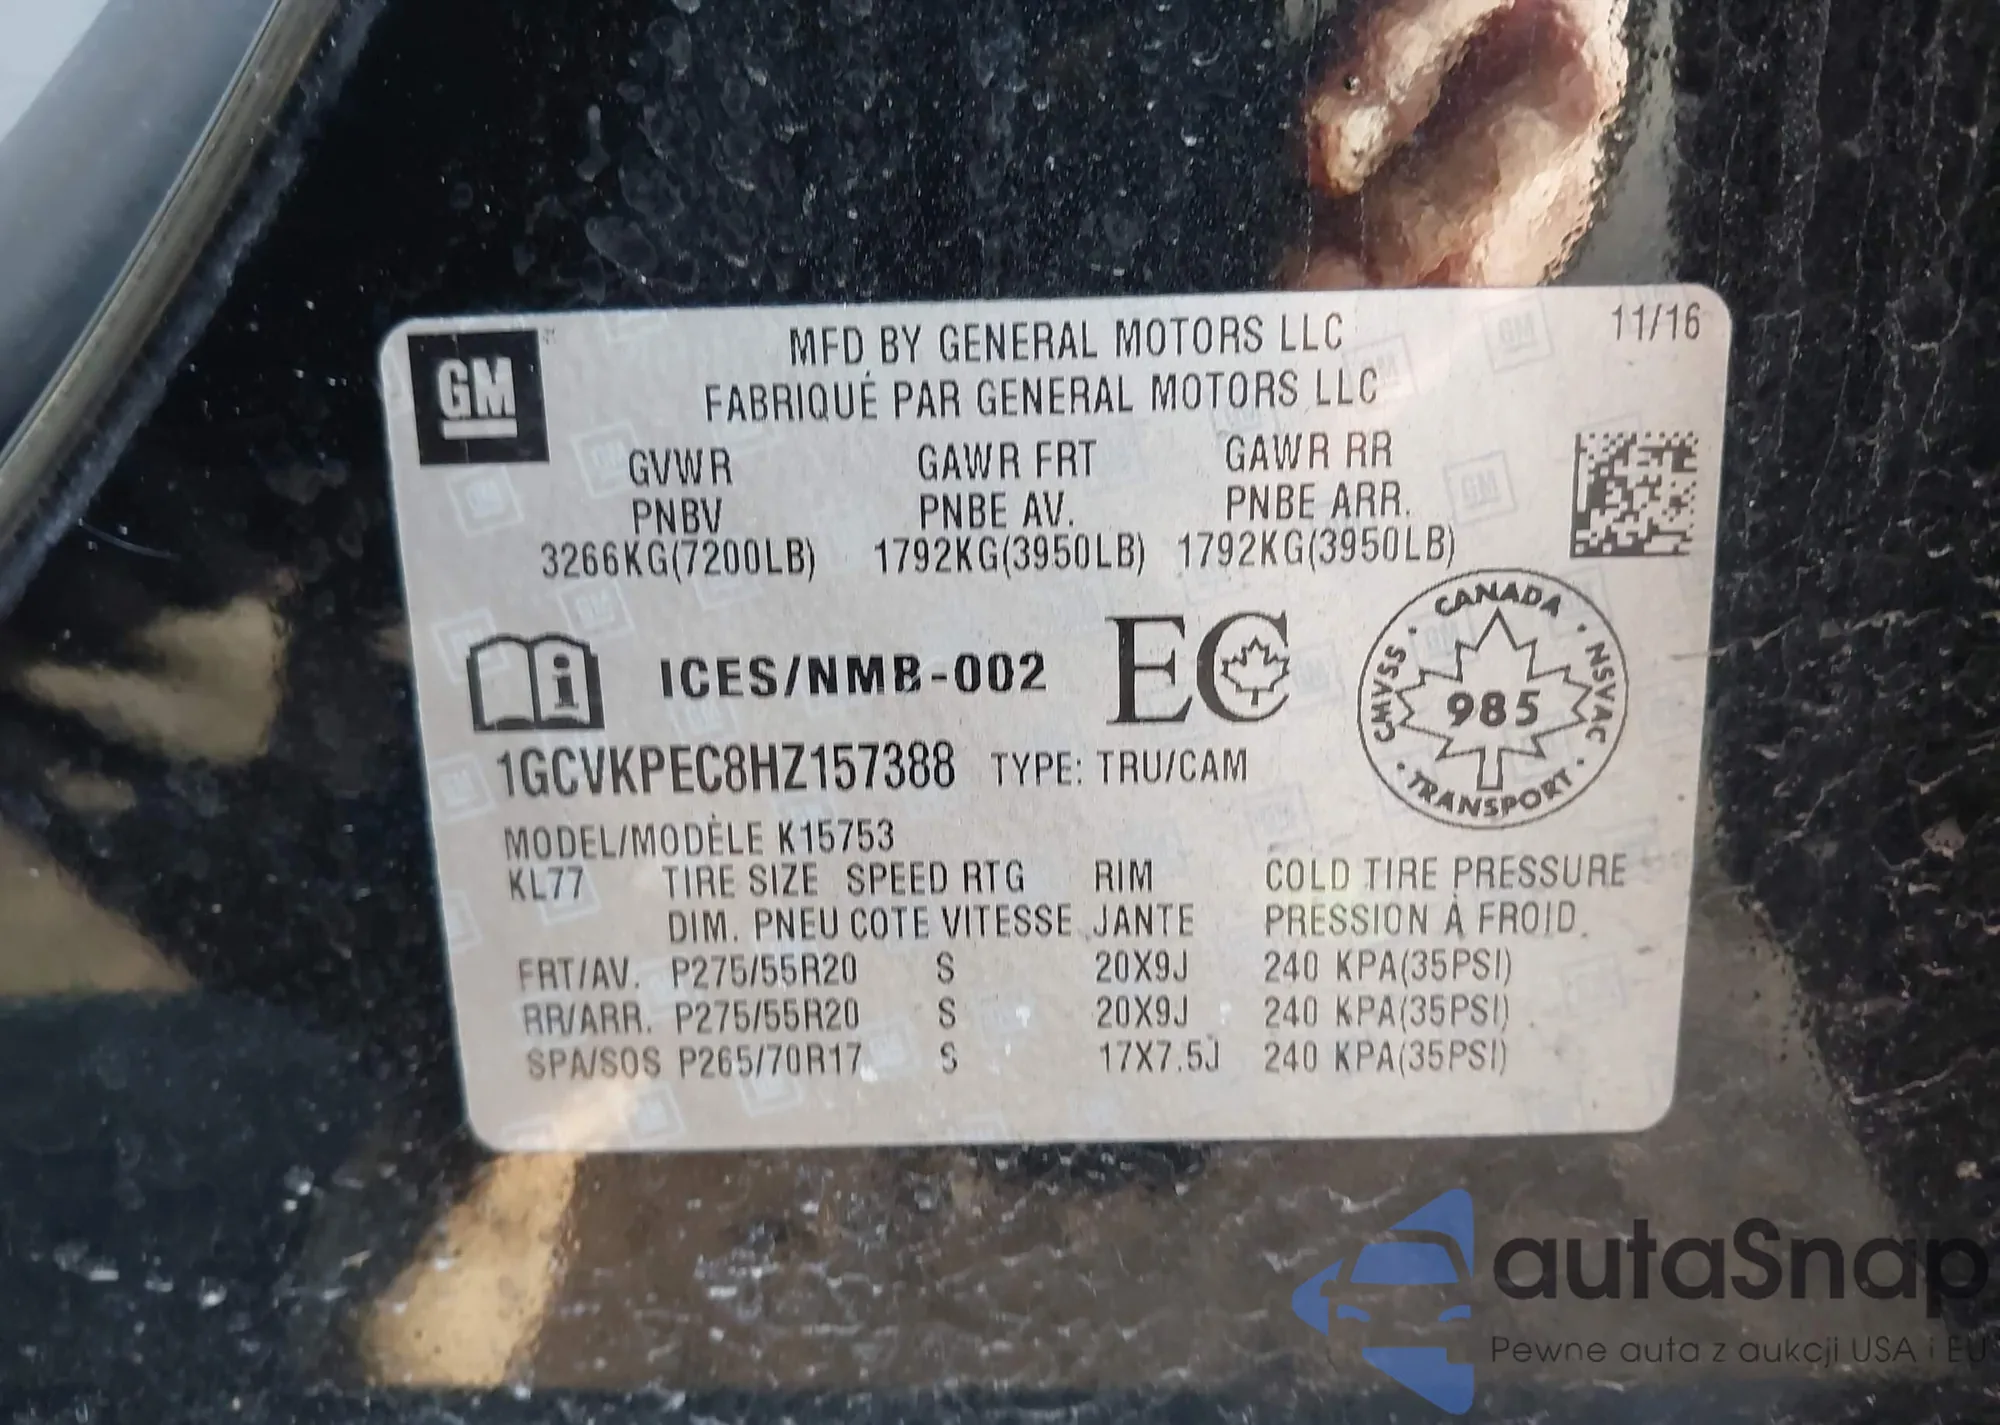 GM
MFD BY GENERAL MOTORS LLC
11/16
FABRIQUÉ PAR GENERAL MOTORS LLC
GVWR GAWR FRT GAWR RR
PNBV PNBE AV. PNBE ARR.
3266KG(7200LB) 1792KG(3950LB) 1792KG(3950LB)
ICES/NMB-002 EC
CANADA
CMVSS 985 NSVAC
TRANSPORT
1GCVKPEC8HZ157388 TYPE: TRU/CAM
MODEL/MODÈLE K15753
KL77 TIRE SIZE SPEED RTG RIM COLD TIRE PRESSURE
DIM. PNEU COTE VITESSE JANTE PRESSION À FROID
FRT/AV. P275/55R20 S 20X9J 240 KPA(35PSI)
RR/ARR. P275/55R20 S 20X9J 240 KPA(35PSI)
SPA/SOS P265/70R17 S 17X7.5J 240 KPA(35PSI)
autaSnap
Pewne auta z aukcji USA i EU